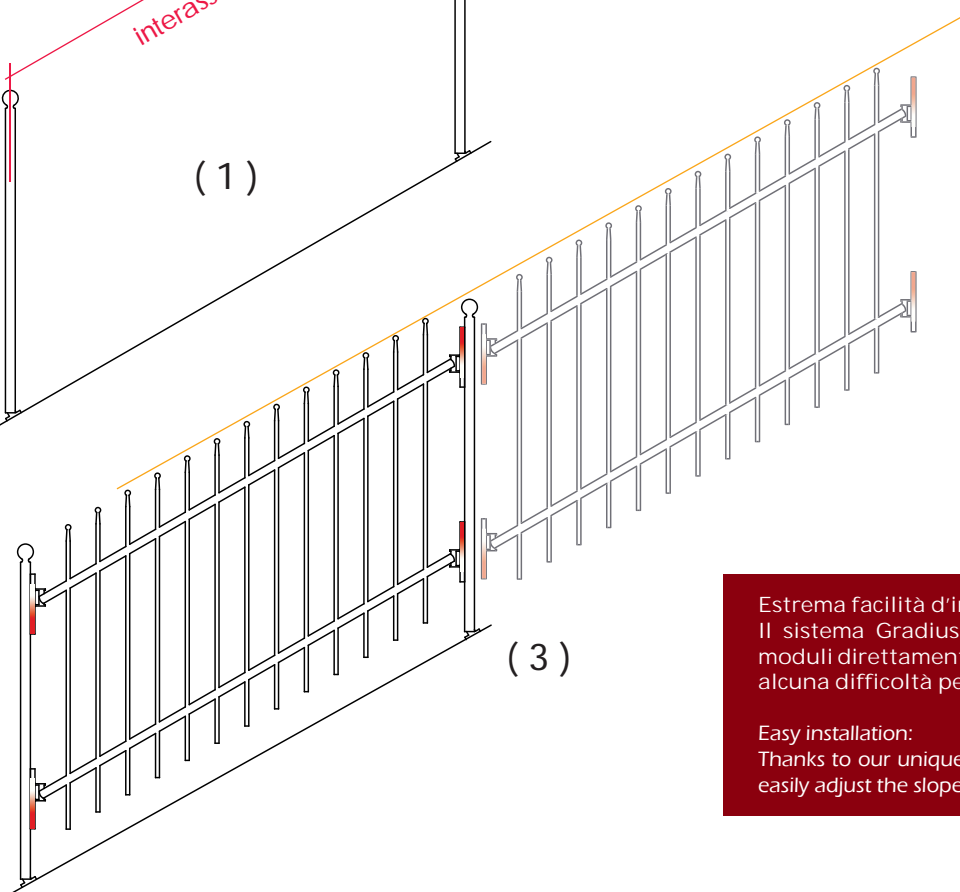 interass
( 1 )
( 3 )
Estrema facilità d'in
Il sistema Gradius
moduli direttament
alcuna difficoltà pe
Easy installation:
Thanks to our unique
easily adjust the slope